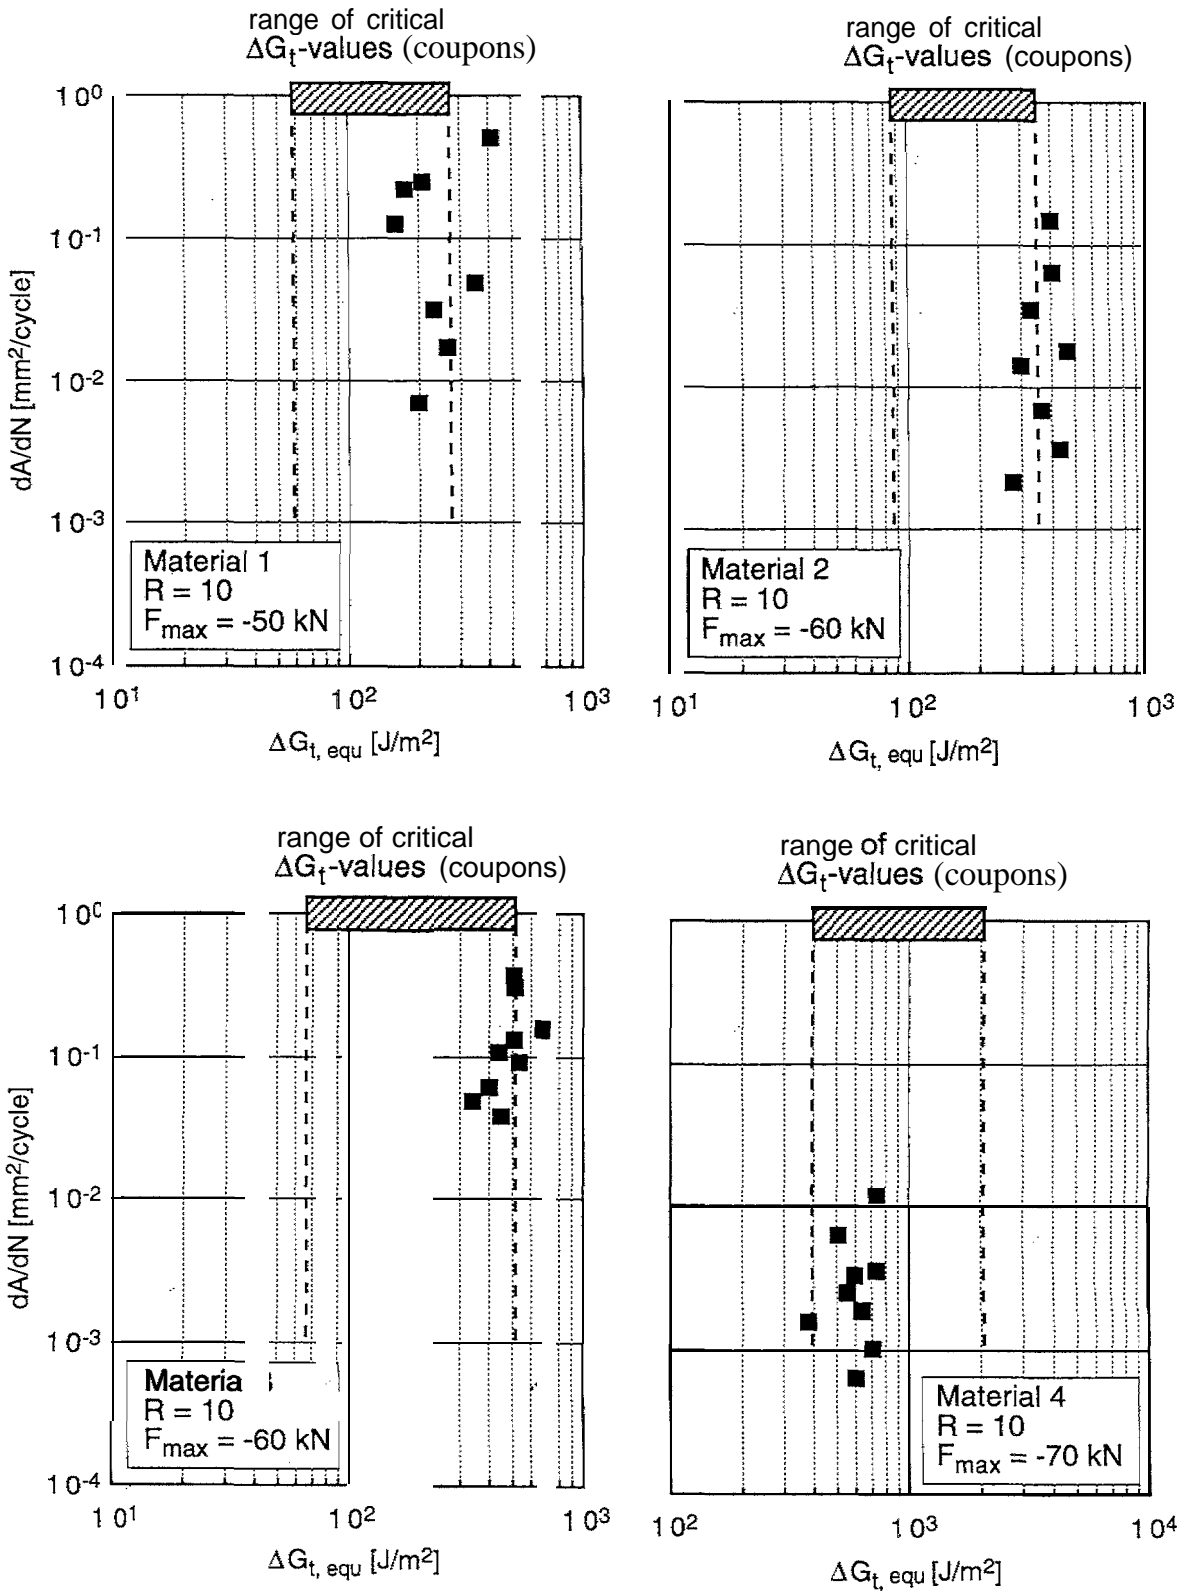 range of critical
ΔGt-values (coupons)
10⁰
10⁻¹
10⁻²
10⁻³
10⁻⁴
dA/dN [mm²/cycle]
Material 1
R = 10
Fmax = -50 kN
10¹ 10² 10³
ΔGt, equ [J/m²]
range of critical
ΔGt-values (coupons)
Material 2
R = 10
Fmax = -60 kN
10¹ 10² 10³
ΔGt, equ [J/m²]
range of critical
ΔGt-values (coupons)
10⁰
10⁻¹
10⁻²
10⁻³
10⁻⁴
dA/dN [mm²/cycle]
Materia
R = 10
Fmax = -60 kN
10¹ 10² 10³
ΔGt, equ [J/m²]
range of critical
ΔGt-values (coupons)
Material 4
R = 10
Fmax = -70 kN
10² 10³ 10⁴
ΔGt, equ [J/m²]